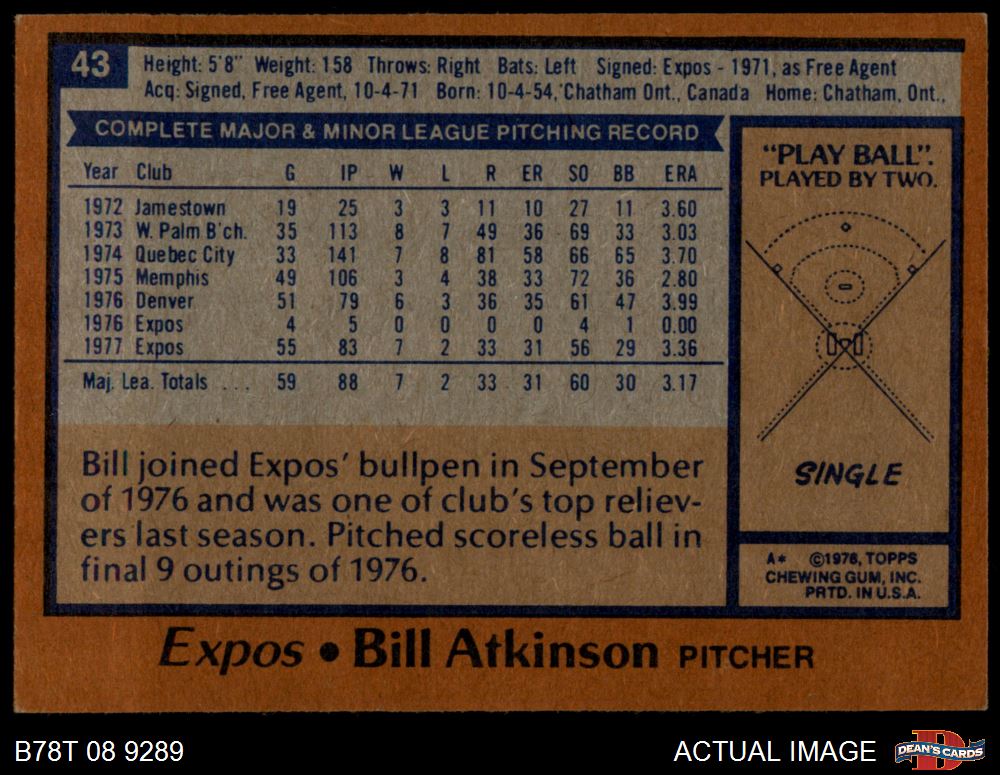 43
Height: 5'8" Weight: 158 Throws: Right Bats: Left Signed: Expos - 1971, as Free Agent
Acq: Signed, Free Agent, 10-4-71 Born: 10-4-54, Chatham Ont., Canada Home: Chatham, Ont.,
COMPLETE MAJOR & MINOR LEAGUE PITCHING RECORD
Year Club G IP W L R ER SO BB ERA
1972 Jamestown 19 25 3 3 11 10 27 11 3.60
1973 W. Palm B'ch. 35 113 8 7 49 36 69 33 3.03
1974 Quebec City 33 141 7 8 81 58 66 65 3.70
1975 Memphis 49 106 3 4 38 33 72 36 2.80
1976 Denver 51 79 6 3 36 35 61 47 3.99
1976 Expos 4 5 0 0 0 0 4 1 0.00
1977 Expos 55 83 7 2 33 31 56 29 3.36
Maj. Lea. Totals ... 59 88 7 2 33 31 60 30 3.17
Bill joined Expos' bullpen in September
of 1976 and was one of club's top reliev-
ers last season. Pitched scoreless ball in
final 9 outings of 1976.
"PLAY BALL".
PLAYED BY TWO.
SINGLE
A* ©1978, TOPPS
CHEWING GUM, INC.
PRTD. IN U.S.A.
Expos • Bill Atkinson PITCHER
B78T 08 9289
ACTUAL IMAGE
D
DEAN'S CARDS